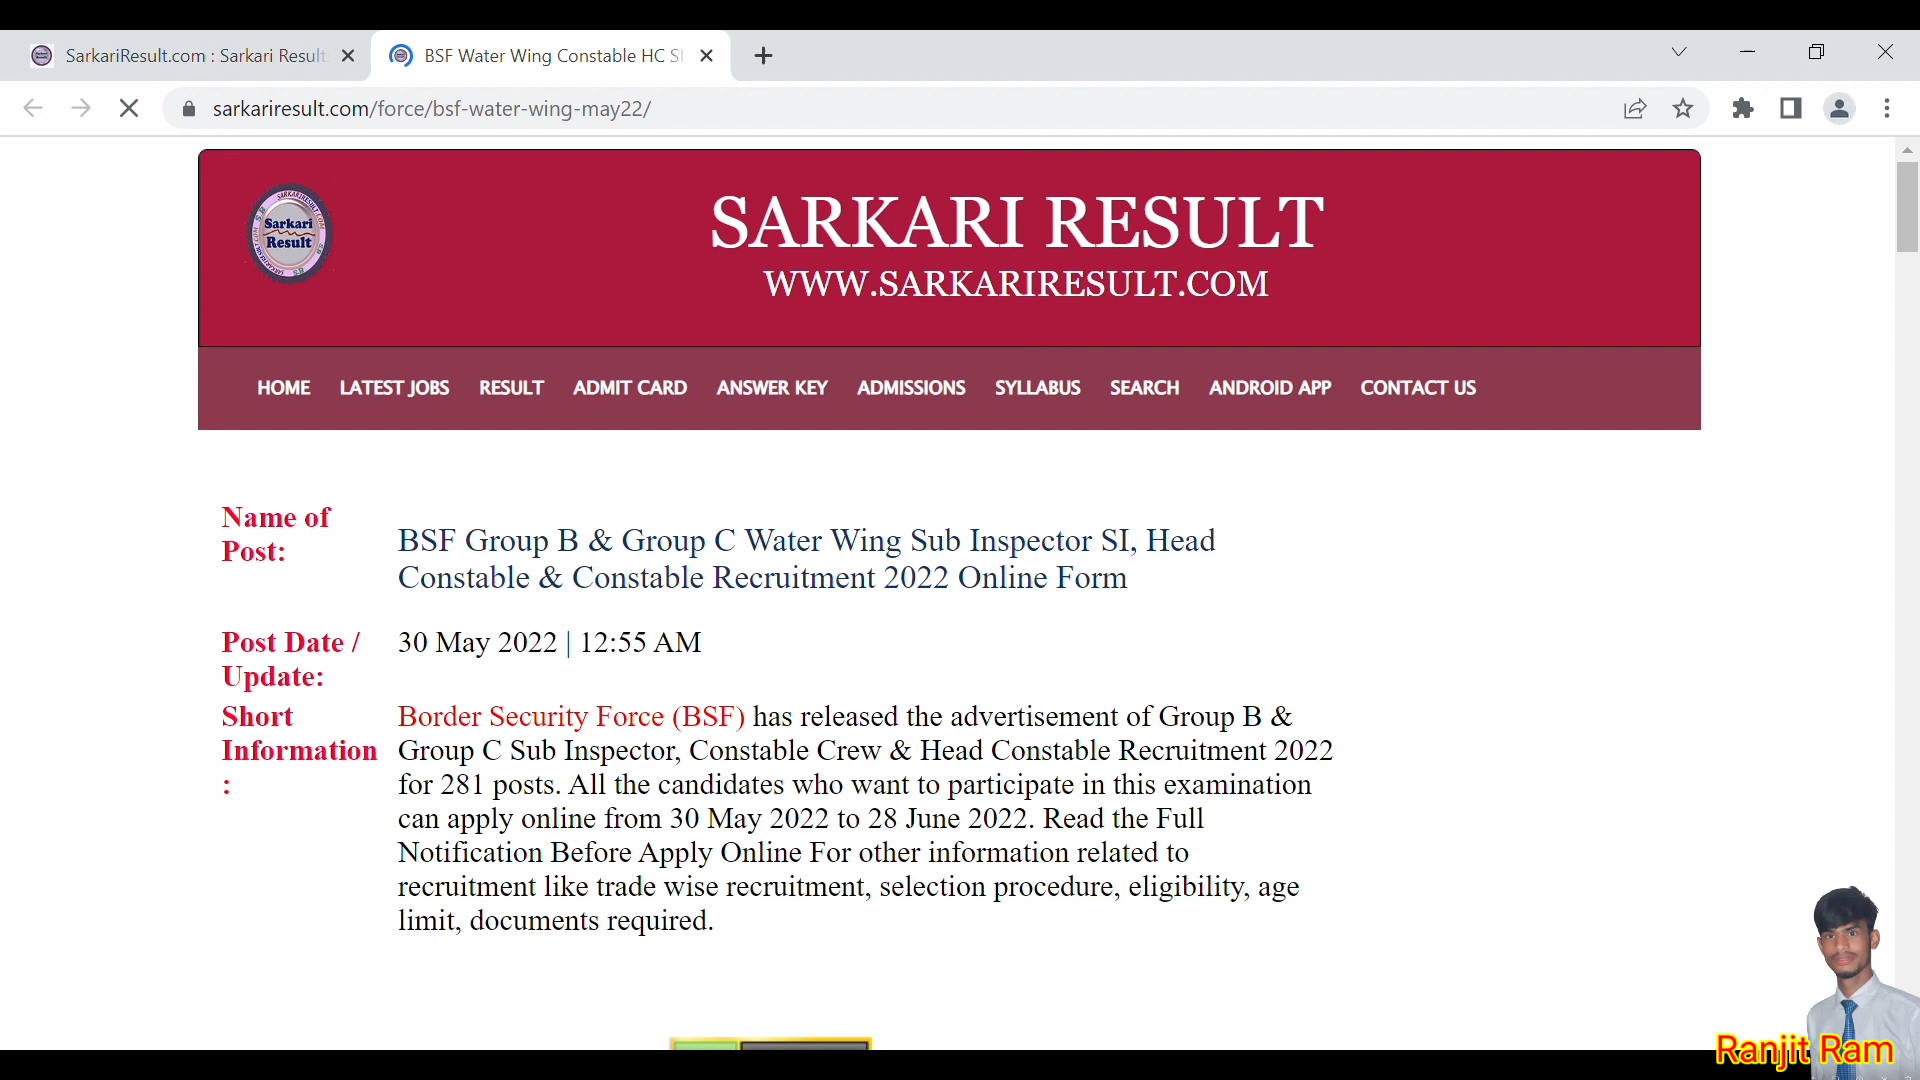 SarkariResult.com : Sarkari Result
BSF Water Wing Constable HC SI
sarkariresult.com/force/bsf-water-wing-may22/
Sarkari
Result
SARKARI RESULT
WWW.SARKARIRESULT.COM
HOME LATEST JOBS RESULT ADMIT CARD ANSWER KEY ADMISSIONS SYLLABUS SEARCH ANDROID APP CONTACT US
Name of
Post:
BSF Group B & Group C Water Wing Sub Inspector SI, Head
Constable & Constable Recruitment 2022 Online Form
Post Date /
Update:
30 May 2022 | 12:55 AM
Short
Information
:
Border Security Force (BSF) has released the advertisement of Group B &
Group C Sub Inspector, Constable Crew & Head Constable Recruitment 2022
for 281 posts. All the candidates who want to participate in this examination
can apply online from 30 May 2022 to 28 June 2022. Read the Full
Notification Before Apply Online For other information related to
recruitment like trade wise recruitment, selection procedure, eligibility, age
limit, documents required.
Ranjit Ram